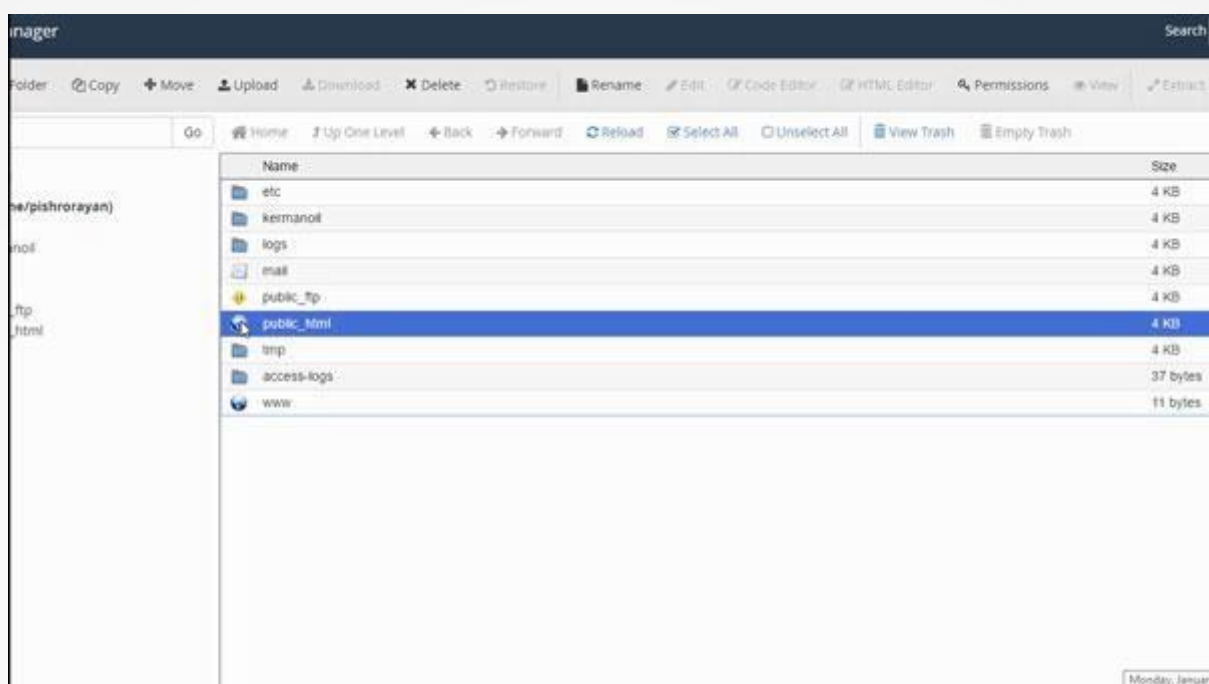 anager
Search
Folder Copy Move Upload Download Delete Restore Rename Edit Code Editor HTML Editor Permissions View Extract
Go Home Up One Level Back Forward Reload Select All Unselect All View Trash Empty Trash
Name Size
etc 4 KB
ne/pishrorayan)
kermanoil 4 KB
noil
logs 4 KB
mail 4 KB
public_ftp 4 KB
_ftp
public_html 4 KB
_html
tmp 4 KB
access-logs 37 bytes
www 11 bytes
Monday, Januar